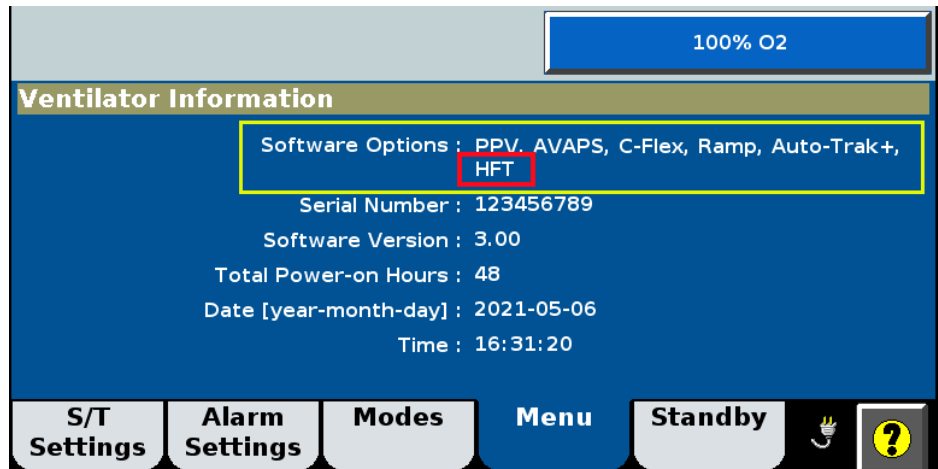 100% O2
Ventilator Information
Software Options : PPV, AVAPS, C-Flex, Ramp, Auto-Trak+,
HFT
Serial Number : 123456789
Software Version : 3.00
Total Power-on Hours : 48
Date [year-month-day] : 2021-05-06
Time : 16:31:20
S/T Settings
Alarm Settings
Modes
Menu
Standby
?